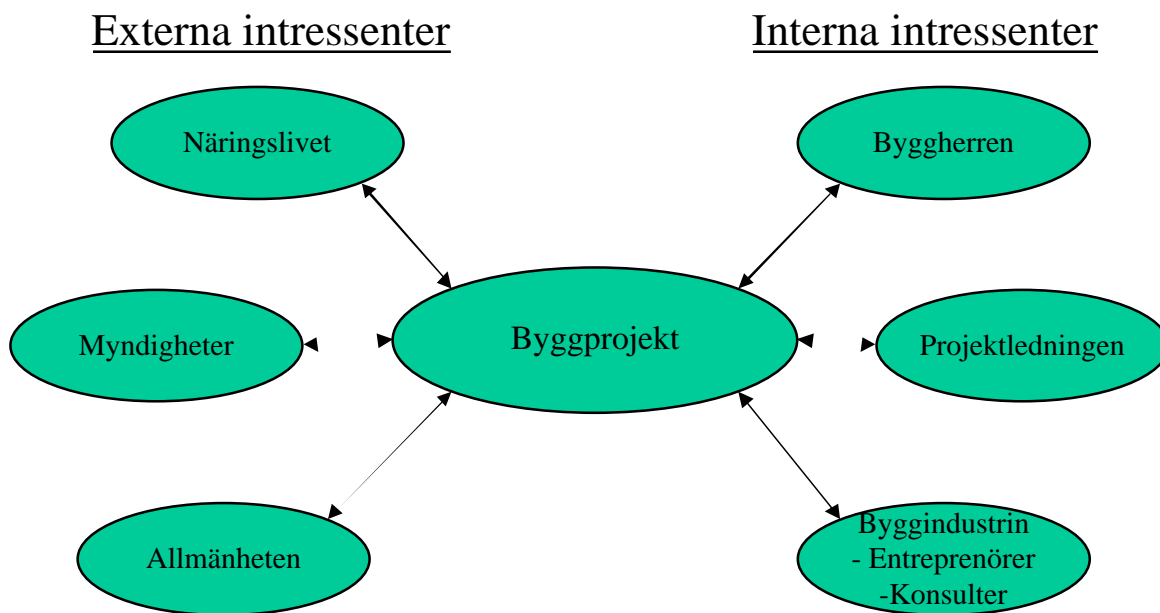 Externa intressenter
Interna intressenter
Näringslivet
Byggherren
Myndigheter
Byggprojekt
Projektledningen
Allmänheten
Byggindustrin
- Entreprenörer
-Konsulter